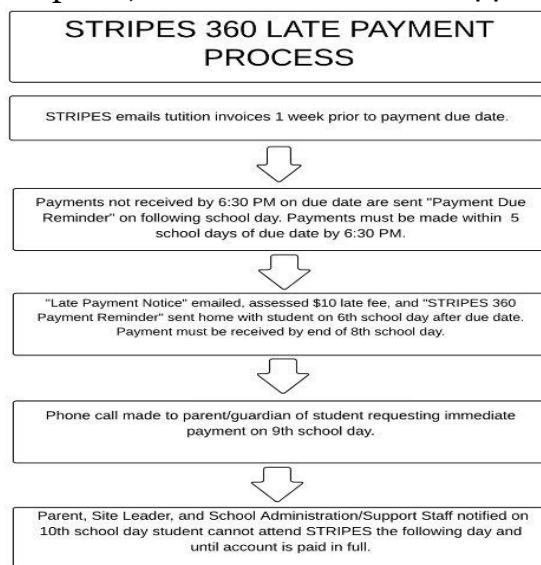 STRIPES 360 LATE PAYMENT
PROCESS
STRIPES emails tutition invoices 1 week prior to payment due date.
Payments not received by 6:30 PM on due date are sent "Payment Due
Reminder" on following school day. Payments must be made within 5
school days of due date by 6:30 PM.
"Late Payment Notice" emailed, assessed $10 late fee, and "STRIPES 360
Payment Reminder" sent home with student on 6th school day after due date.
Payment must be received by end of 8th school day.
Phone call made to parent/guardian of student requesting immediate
payment on 9th school day.
Parent, Site Leader, and School Administration/Support Staff notified on
10th school day student cannot attend STRIPES the following day and
until account is paid in full.